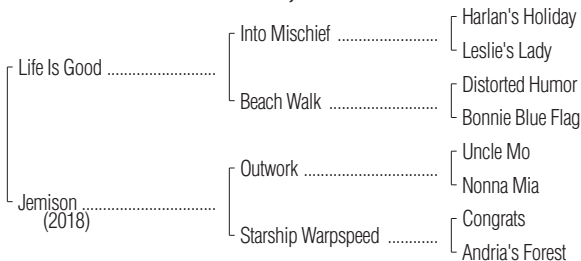 Harlan's Holiday
Into Mischief ....................
Leslie's Lady
Life Is Good .........................
Distorted Humor
Beach Walk ......................
Bonnie Blue Flag
Uncle Mo
Outwork ............................
Nonna Mia
Jemison ...............................
(2018)
Congrats
Starship Warpspeed ............
Andria's Forest